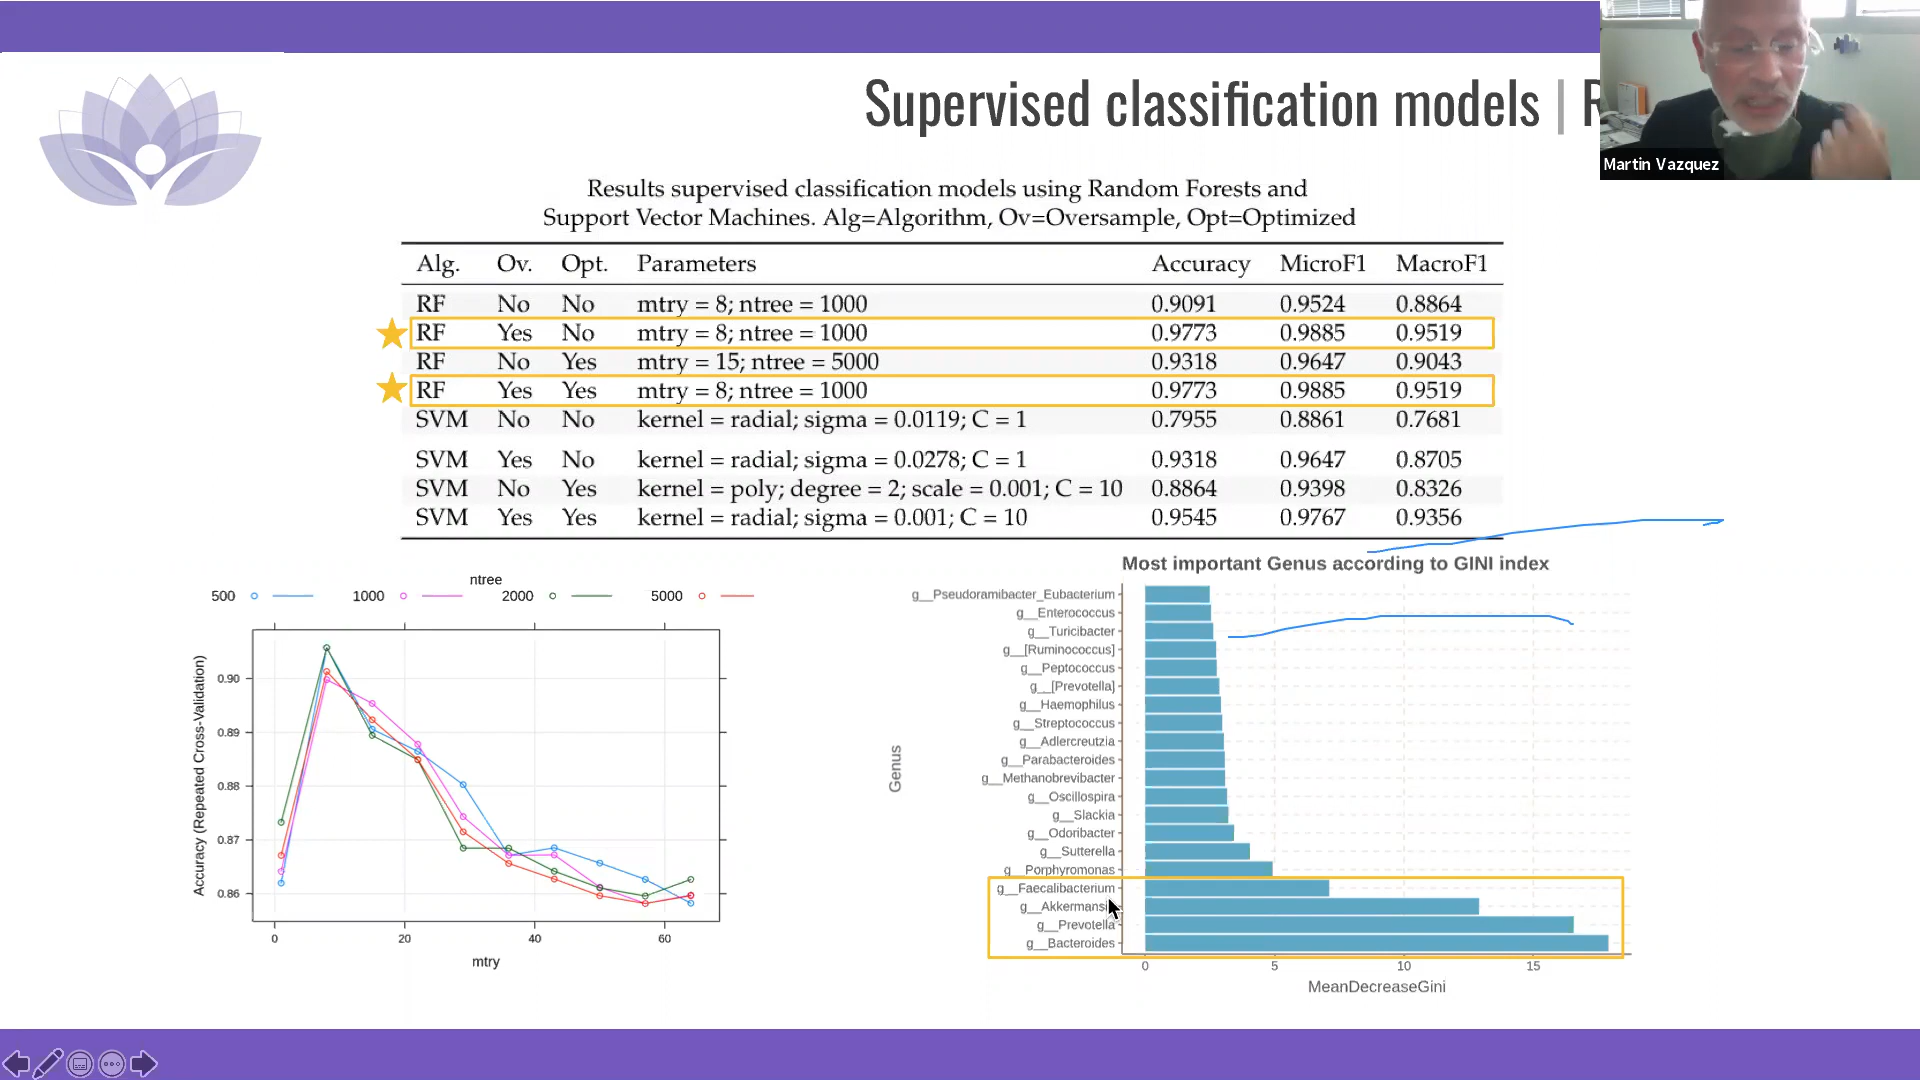 Supervised classification models |
Martin Vazquez
Results supervised classification models using Random Forests and
Support Vector Machines. Alg=Algorithm, Ov=Oversample, Opt=Optimized
Alg. Ov. Opt. Parameters Accuracy MicroF1 MacroF1
RF No No mtry = 8; ntree = 1000 0.9091 0.9524 0.8864
RF Yes No mtry = 8; ntree = 1000 0.9773 0.9885 0.9519
RF No Yes mtry = 15; ntree = 5000 0.9318 0.9647 0.9043
RF Yes Yes mtry = 8; ntree = 1000 0.9773 0.9885 0.9519
SVM No No kernel = radial; sigma = 0.0119; C = 1 0.7955 0.8861 0.7681
SVM Yes No kernel = radial; sigma = 0.0278; C = 1 0.9318 0.9647 0.8705
SVM No Yes kernel = poly; degree = 2; scale = 0.001; C = 10 0.8864 0.9398 0.8326
SVM Yes Yes kernel = radial; sigma = 0.001; C = 10 0.9545 0.9767 0.9356
ntree
500 1000 2000 5000
Accuracy (Repeated Cross-Validation)
0.90
0.89
0.88
0.87
0.86
0 20 40 60
mtry
Most important Genus according to GINI index
Genus
g__Pseudoramibacter_Eubacterium
g__Enterococcus
g__Turicibacter
g__[Ruminococcus]
g__Peptococcus
g__[Prevotella]
g__Haemophilus
g__Streptococcus
g__Adlercreutzia
g__Parabacteroides
g__Methanobrevibacter
g__Oscillospira
g__Slackia
g__Odoribacter
g__Sutterella
g__Porphyromonas
g__Faecalibacterium
g__Akkermans
g__Prevotella
g__Bacteroides
0 5 10 15
MeanDecreaseGini